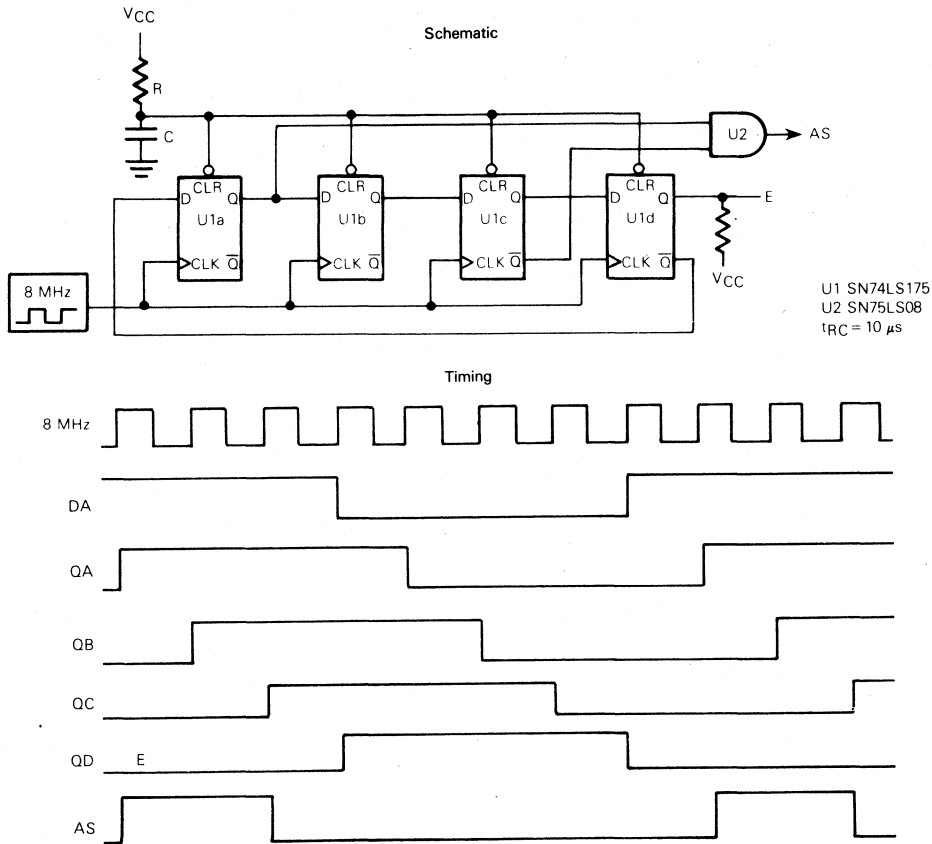 Schematic
VCC
R
C
CLR
D Q
U1a
CLK Q̅
CLR
D Q
U1b
CLK Q̅
CLR
D Q
U1c
CLK Q̅
CLR
D Q
U1d
CLK Q̅
U2
AS
E
VCC
8 MHz
U1 SN74LS175
U2 SN75LS08
tRC = 10 μs
Timing
8 MHz
DA
QA
QB
QC
QD E
AS